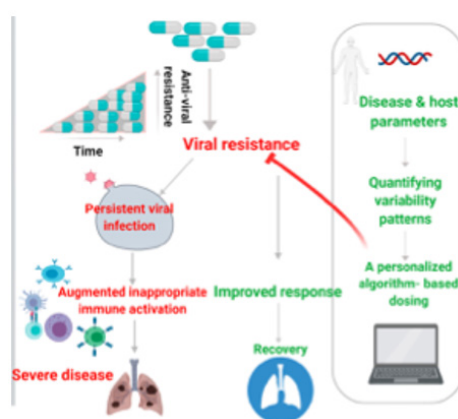 Anti-viral
resistance
Time
Viral resistance
Persistent viral
infection
Augmented inappropriate
immune activation
Severe disease
Improved response
Recovery
Disease & host
parameters
Quantifying
variability
patterns
A personalized
algorithm- based
dosing